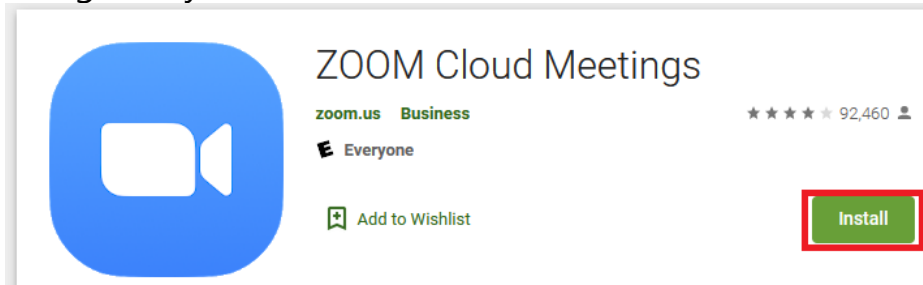 ZOOM Cloud Meetings
zoom.us Business
92,460
E Everyone
Add to Wishlist
Install